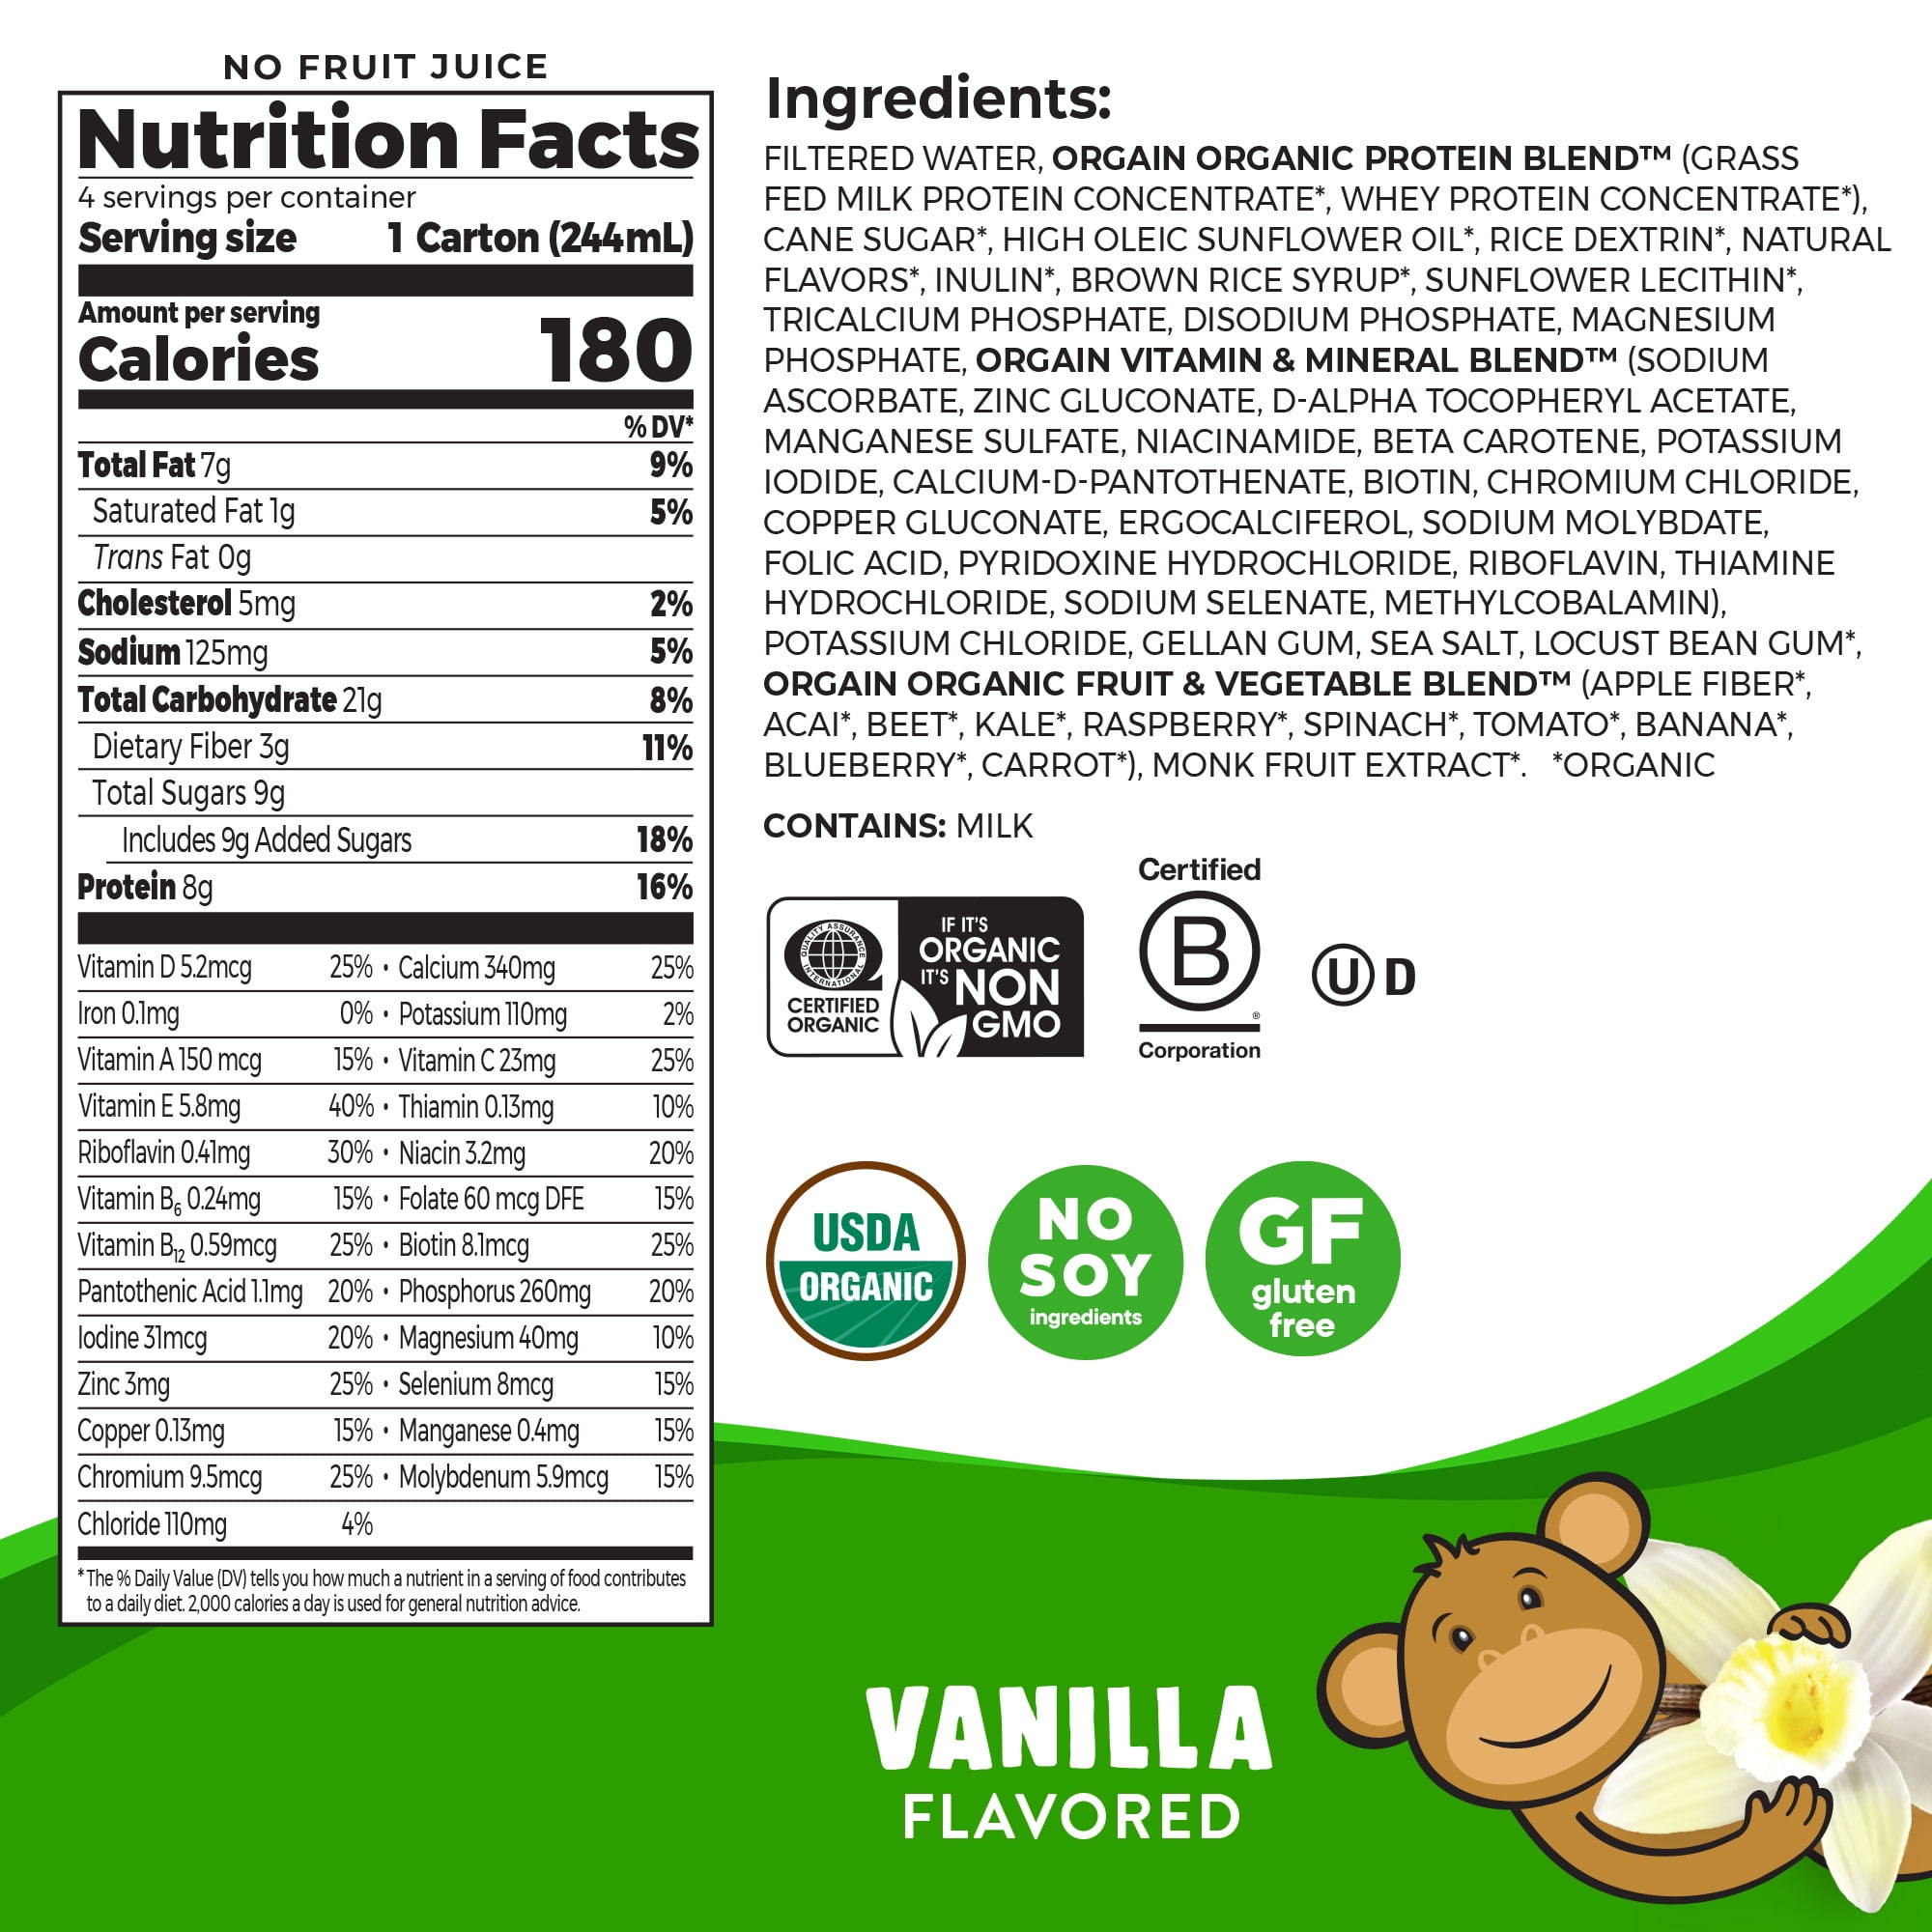 NO FRUIT JUICE
Nutrition Facts
4 servings per container
Serving size 1 Carton (244mL)
Amount per serving
Calories 180
% DV*
Total Fat 7g 9%
Saturated Fat 1g 5%
Trans Fat 0g
Cholesterol 5mg 2%
Sodium 125mg 5%
Total Carbohydrate 21g 8%
Dietary Fiber 3g 11%
Total Sugars 9g
Includes 9g Added Sugars 18%
Protein 8g 16%
Vitamin D 5.2mcg 25% • Calcium 340mg 25%
Iron 0.1mg 0% • Potassium 110mg 2%
Vitamin A 150 mcg 15% • Vitamin C 23mg 25%
Vitamin E 5.8mg 40% • Thiamin 0.13mg 10%
Riboflavin 0.41mg 30% • Niacin 3.2mg 20%
Vitamin B6 0.24mg 15% • Folate 60 mcg DFE 15%
Vitamin B12 0.59mcg 25% • Biotin 8.1mcg 25%
Pantothenic Acid 1.1mg 20% • Phosphorus 260mg 20%
Iodine 31mcg 20% • Magnesium 40mg 10%
Zinc 3mg 25% • Selenium 8mcg 15%
Copper 0.13mg 15% • Manganese 0.4mg 15%
Chromium 9.5mcg 25% • Molybdenum 5.9mcg 15%
Chloride 110mg 4%
*The % Daily Value (DV) tells you how much a nutrient in a serving of food contributes
to a daily diet. 2,000 calories a day is used for general nutrition advice.
Ingredients:
FILTERED WATER, ORGAIN ORGANIC PROTEIN BLEND™ (GRASS
FED MILK PROTEIN CONCENTRATE*, WHEY PROTEIN CONCENTRATE*),
CANE SUGAR*, HIGH OLEIC SUNFLOWER OIL*, RICE DEXTRIN*, NATURAL
FLAVORS*, INULIN*, BROWN RICE SYRUP*, SUNFLOWER LECITHIN*,
TRICALCIUM PHOSPHATE, DISODIUM PHOSPHATE, MAGNESIUM
PHOSPHATE, ORGAIN VITAMIN & MINERAL BLEND™ (SODIUM
ASCORBATE, ZINC GLUCONATE, D-ALPHA TOCOPHERYL ACETATE,
MANGANESE SULFATE, NIACINAMIDE, BETA CAROTENE, POTASSIUM
IODIDE, CALCIUM-D-PANTOTHENATE, BIOTIN, CHROMIUM CHLORIDE,
COPPER GLUCONATE, ERGOCALCIFEROL, SODIUM MOLYBDATE,
FOLIC ACID, PYRIDOXINE HYDROCHLORIDE, RIBOFLAVIN, THIAMINE
HYDROCHLORIDE, SODIUM SELENATE, METHYLCOBALAMIN),
POTASSIUM CHLORIDE, GELLAN GUM, SEA SALT, LOCUST BEAN GUM*,
ORGAIN ORGANIC FRUIT & VEGETABLE BLEND™ (APPLE FIBER*,
ACAI*, BEET*, KALE*, RASPBERRY*, SPINACH*, TOMATO*, BANANA*,
BLUEBERRY*, CARROT*), MONK FRUIT EXTRACT*. *ORGANIC
CONTAINS: MILK
QUALITY ASSURANCE
INTERNATIONAL
CERTIFIED
ORGANIC
IF IT'S
ORGANIC
IT'S NON
GMO
Certified
B
®
Corporation
U D
USDA
ORGANIC
NO
SOY
ingredients
GF
gluten
free
VANILLA
FLAVORED